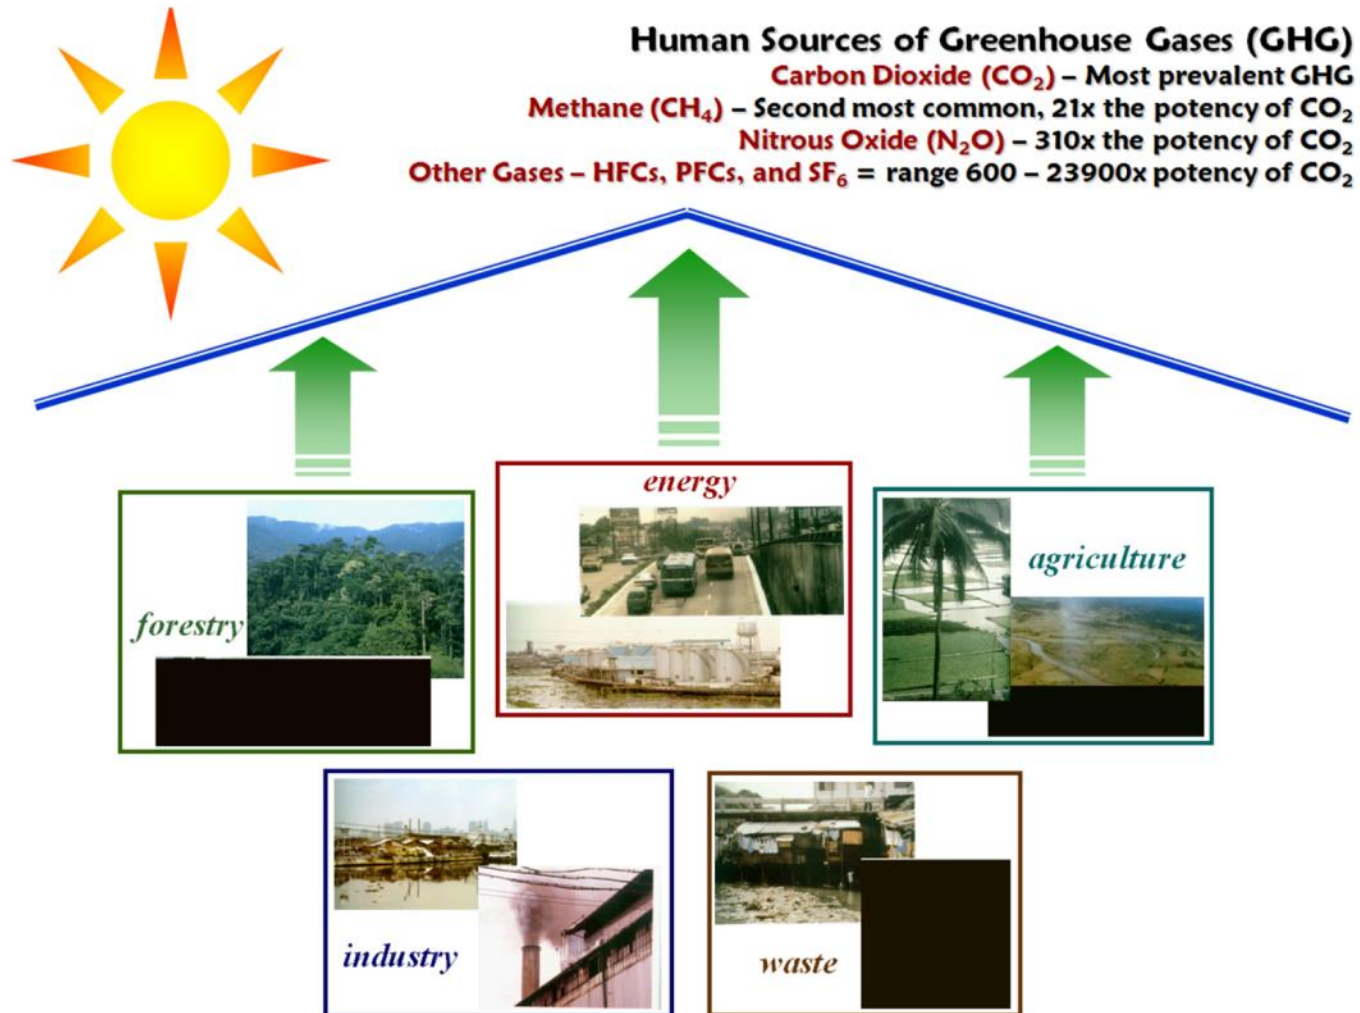 Human Sources of Greenhouse Gases (GHG)
Carbon Dioxide (CO₂) – Most prevalent GHG
Methane (CH₄) – Second most common, 21x the potency of CO₂
Nitrous Oxide (N₂O) – 310x the potency of CO₂
Other Gases – HFCs, PFCs, and SF₆ = range 600 – 23900x potency of CO₂
energy
forestry
agriculture
industry
waste